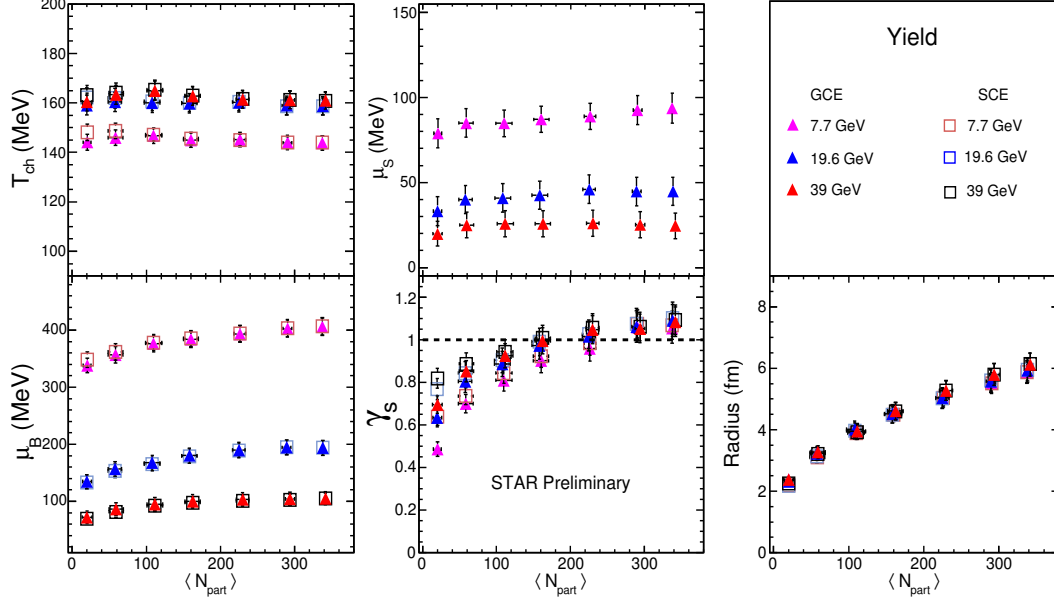 200
180
160
140
120
100
T_ch (MeV)
150
100
50
0
μ_S (MeV)
Yield
GCE SCE
7.7 GeV 7.7 GeV
19.6 GeV 19.6 GeV
39 GeV 39 GeV
400
300
200
100
μ_B (MeV)
0 100 200 300
⟨ N_part ⟩
1.2
1
0.8
0.6
0.4
0.2
0
γ_s
STAR Preliminary
0 100 200 300
⟨ N_part ⟩
8
6
4
2
0
Radius (fm)
0 100 200 300
⟨ N_part ⟩